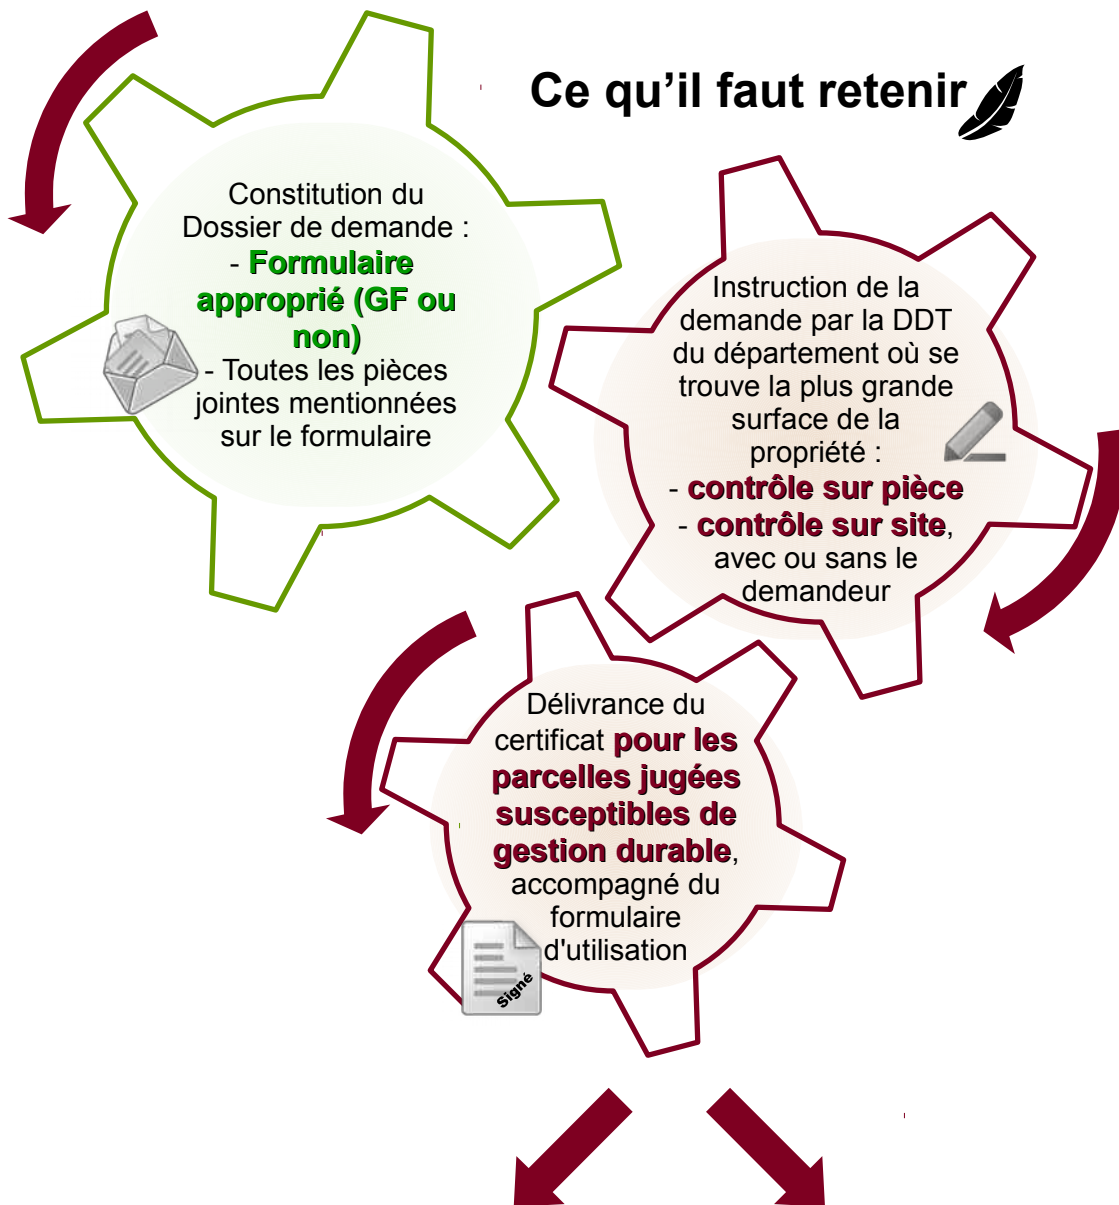 Ce qu'il faut retenir
Constitution du
Dossier de demande :
- Formulaire
approprié (GF ou
non)
- Toutes les pièces
jointes mentionnées
sur le formulaire
Instruction de la
demande par la DDT
du département où se
trouve la plus grande
surface de la
propriété :
- contrôle sur pièce
- contrôle sur site,
avec ou sans le
demandeur
Délivrance du
certificat pour les
parcelles jugées
susceptibles de
gestion durable,
accompagné du
formulaire
d'utilisation
Signé